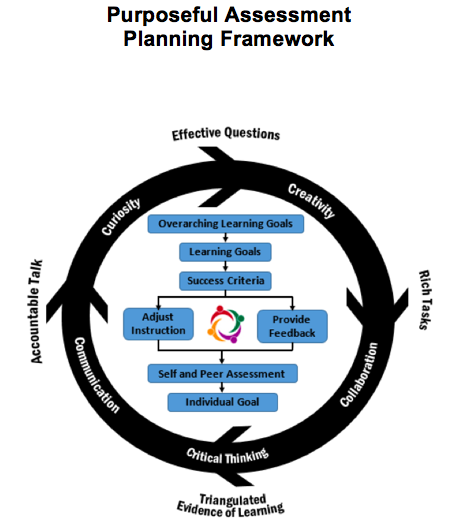 Purposeful Assessment
Planning Framework
Effective Questions
Curiosity
Creativity
Overarching Learning Goals
Learning Goals
Success Criteria
Adjust
Instruction
Provide
Feedback
Accountable Talk
Rich Tasks
Self and Peer Assessment
Individual Goal
Communication
Collaboration
Critical Thinking
Triangulated
Evidence of Learning